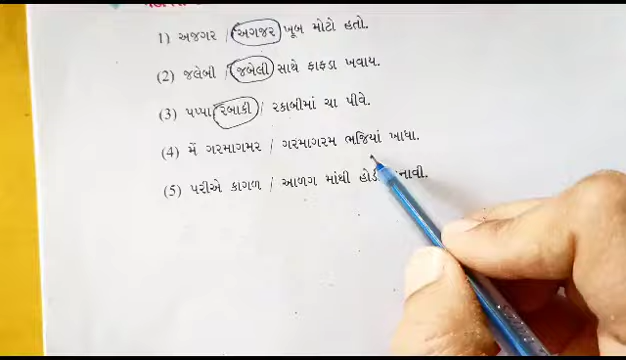 1) અજગર / અગજર ખૂબ મોટો હતો.
(2) જલેબી / જબેલી સાથે ફાફડા ખવાય.
(3) પપ્પા રબાકી / રકાબીમાં ચા પીવે.
(4) મેં ગરમાગમર / ગરમાગરમ ભજિયાં ખાધા.
(5) પરીએ કાગળ / આળગ માંથી